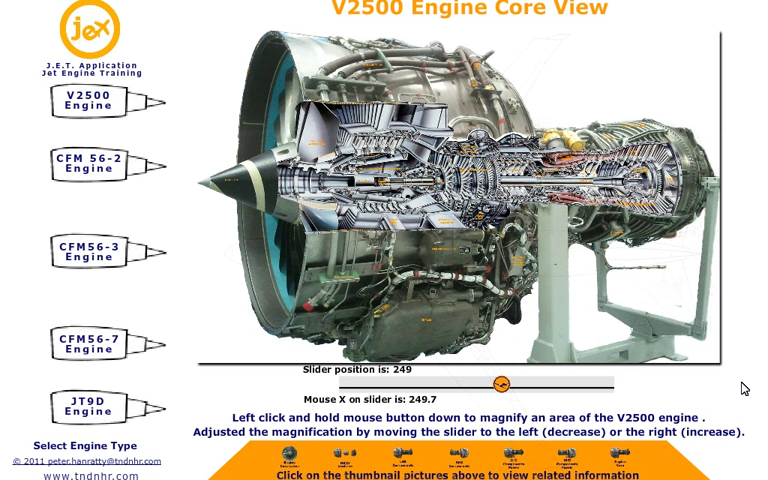 V2500 Engine Core View
jex
J.E.T. Application
Jet Engine Training
V2500
Engine
CFM 56-2
Engine
CFM56-3
Engine
CFM56-7
Engine
JT9D
Engine
Select Engine Type
© 2011 peter.hanratty@tndnhr.com
www.tndnhr.com
Slider position is: 249
Mouse X on slider is: 249.7
Left click and hold mouse button down to magnify an area of the V2500 engine .
Adjusted the magnification by moving the slider to the left (decrease) or the right (increase).
Click on the thumbnail pictures above to view related information